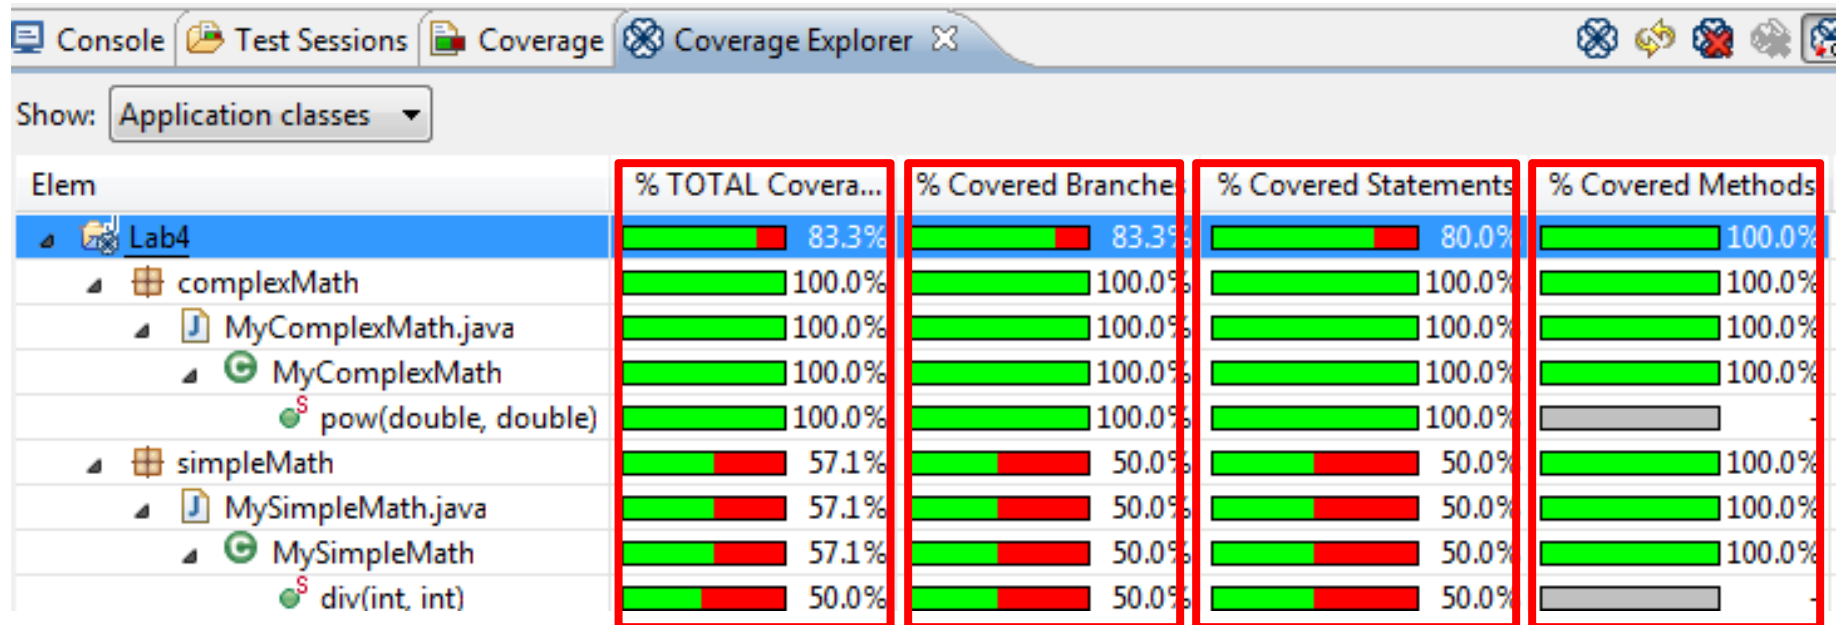 Console Test Sessions Coverage Coverage Explorer
Show: Application classes
Elem % TOTAL Covera... % Covered Branches % Covered Statements % Covered Methods
Lab4 83.3% 83.3% 80.0% 100.0%
complexMath 100.0% 100.0% 100.0% 100.0%
J MyComplexMath.java 100.0% 100.0% 100.0% 100.0%
C MyComplexMath 100.0% 100.0% 100.0% 100.0%
S pow(double, double) 100.0% 100.0% 100.0% -
simpleMath 57.1% 50.0% 50.0% 100.0%
J MySimpleMath.java 57.1% 50.0% 50.0% 100.0%
C MySimpleMath 57.1% 50.0% 50.0% 100.0%
S div(int, int) 50.0% 50.0% 50.0% -